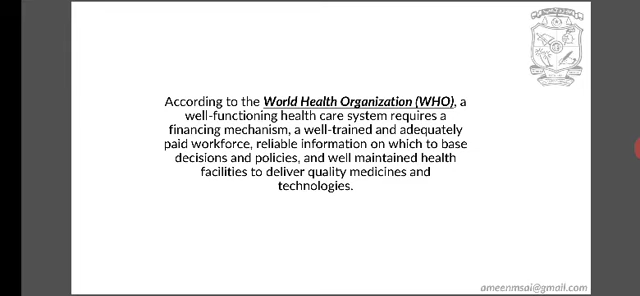 According to the World Health Organization (WHO), a
well-functioning health care system requires a
financing mechanism, a well-trained and adequately
paid workforce, reliable information on which to base
decisions and policies, and well maintained health
facilities to deliver quality medicines and
technologies.
ameenmsai@gmail.com